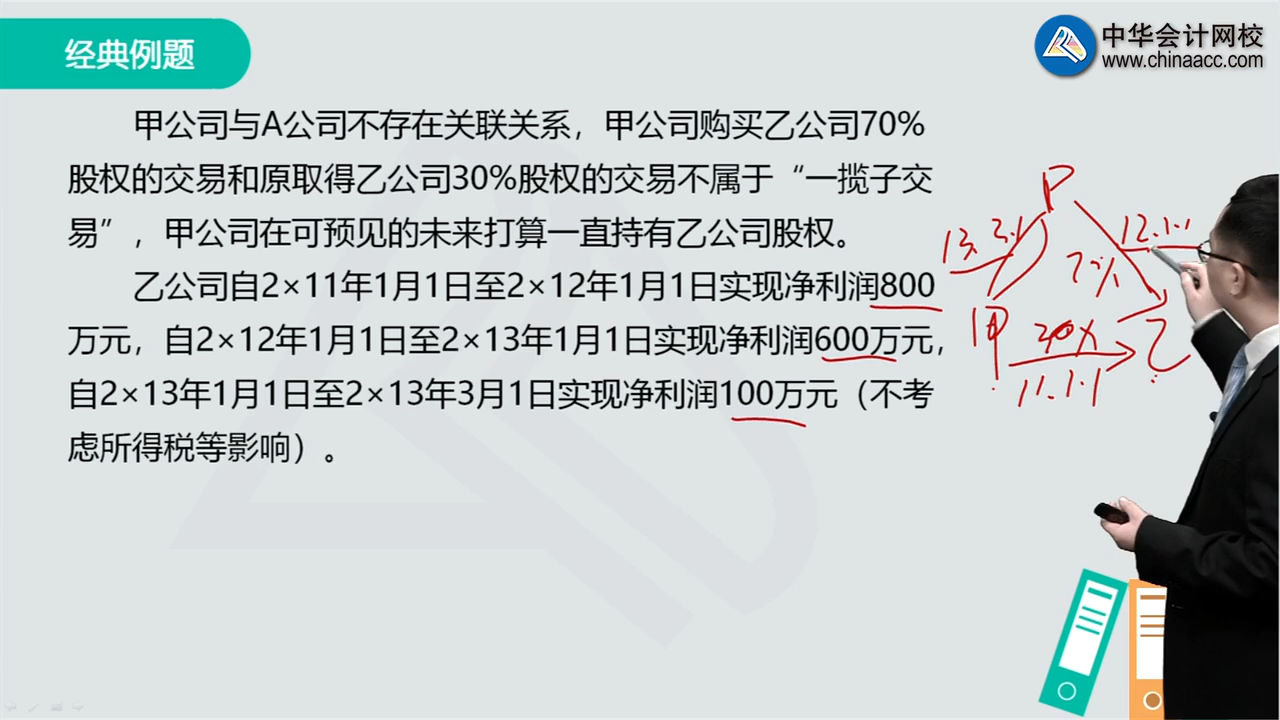 经典例题
中华会计网校
www.chinaacc.com
甲公司与A公司不存在关联关系，甲公司购买乙公司70%
股权的交易和原取得乙公司30%股权的交易不属于“一揽子交
易”，甲公司在可预见的未来打算一直持有乙公司股权。
乙公司自2×11年1月1日至2×12年1月1日实现净利润800
万元，自2×12年1月1日至2×13年1月1日实现净利润600万元，
自2×13年1月1日至2×13年3月1日实现净利润100万元（不考
虑所得税等影响）。
P
13.3.1
12.1.1
甲
乙
11.1.1